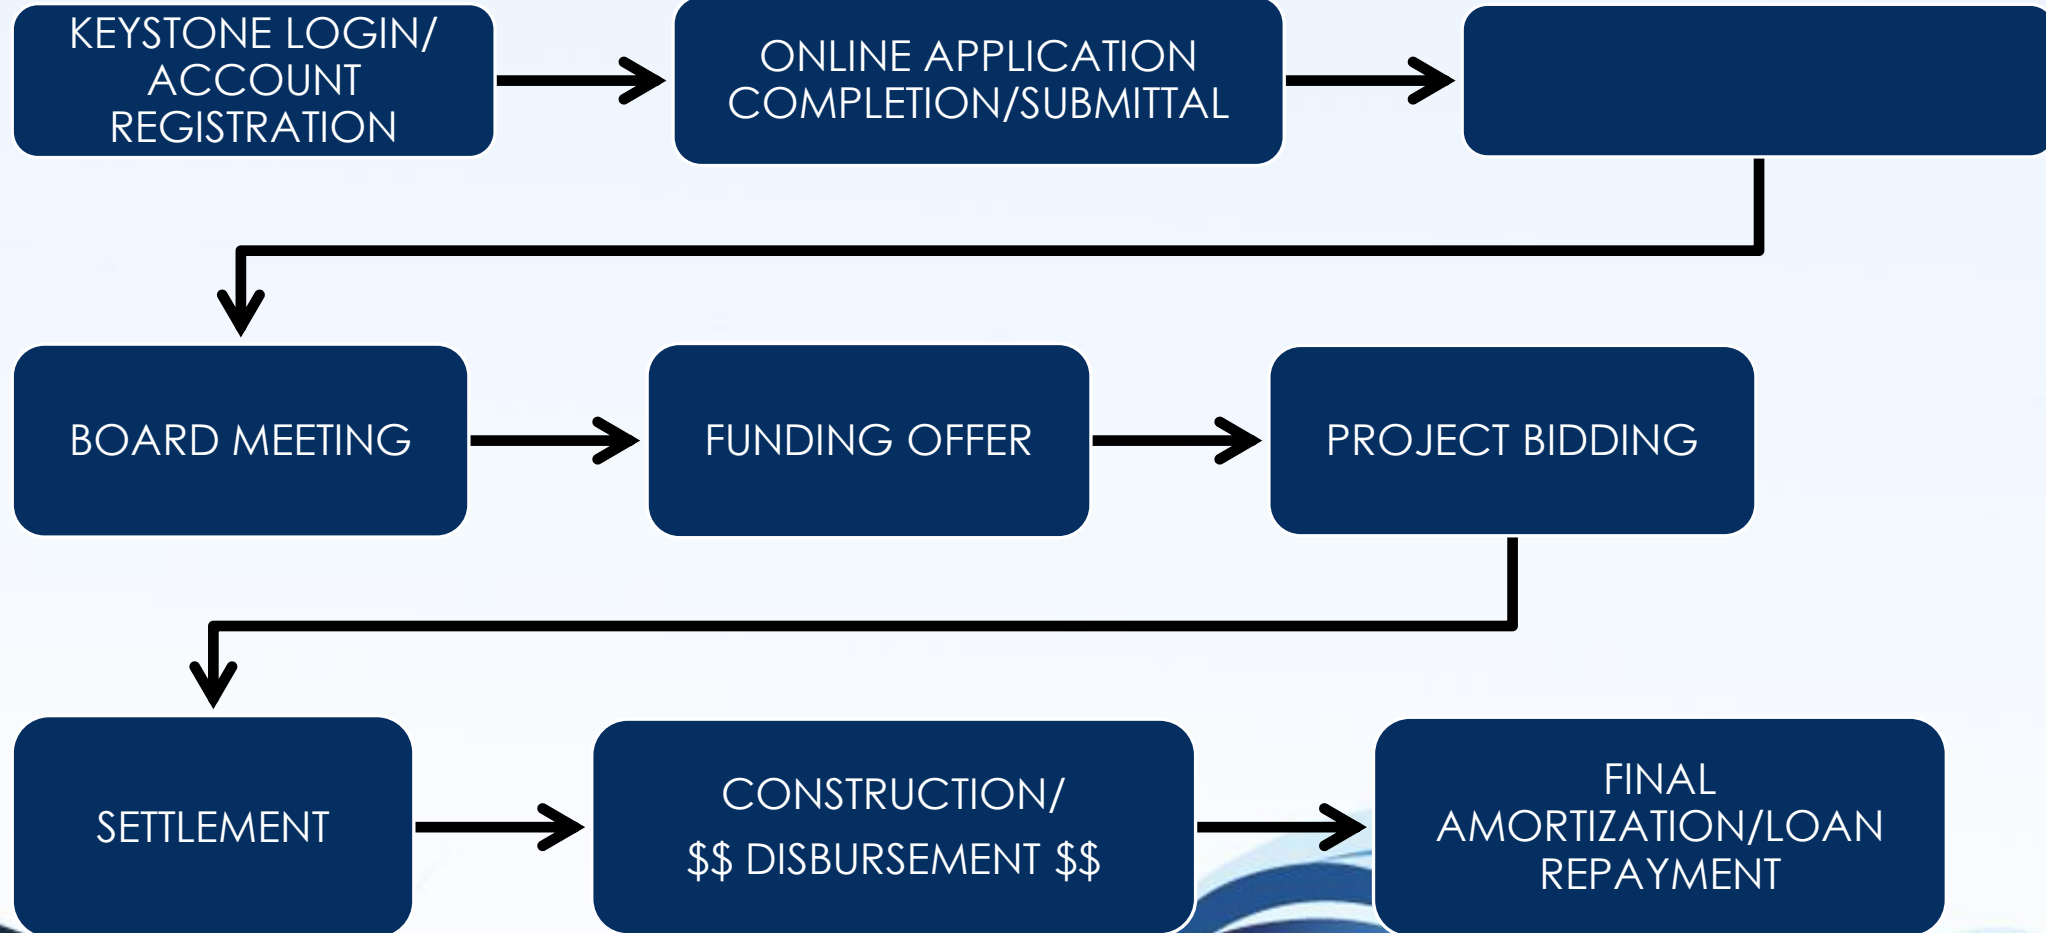 KEYSTONE LOGIN/
ACCOUNT
REGISTRATION
ONLINE APPLICATION
COMPLETION/SUBMITTAL
BOARD MEETING
FUNDING OFFER
PROJECT BIDDING
SETTLEMENT
CONSTRUCTION/
$$ DISBURSEMENT $$
FINAL
AMORTIZATION/LOAN
REPAYMENT